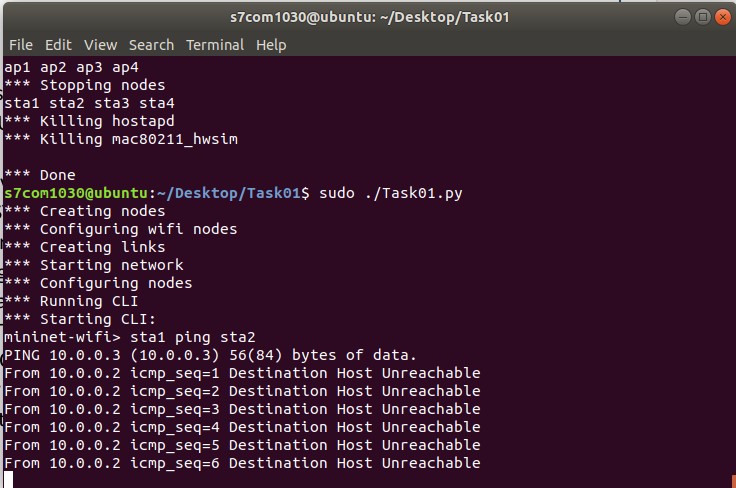 s7com1030@ubuntu: ~/Desktop/Task01
File Edit View Search Terminal Help
ap1 ap2 ap3 ap4
*** Stopping nodes
sta1 sta2 sta3 sta4
*** Killing hostapd
*** Killing mac80211_hwsim
*** Done
s7com1030@ubuntu:~/Desktop/Task01$ sudo ./Task01.py
*** Creating nodes
*** Configuring wifi nodes
*** Creating links
*** Starting network
*** Configuring nodes
*** Running CLI
*** Starting CLI:
mininet-wifi> sta1 ping sta2
PING 10.0.0.3 (10.0.0.3) 56(84) bytes of data.
From 10.0.0.2 icmp_seq=1 Destination Host Unreachable
From 10.0.0.2 icmp_seq=2 Destination Host Unreachable
From 10.0.0.2 icmp_seq=3 Destination Host Unreachable
From 10.0.0.2 icmp_seq=4 Destination Host Unreachable
From 10.0.0.2 icmp_seq=5 Destination Host Unreachable
From 10.0.0.2 icmp_seq=6 Destination Host Unreachable